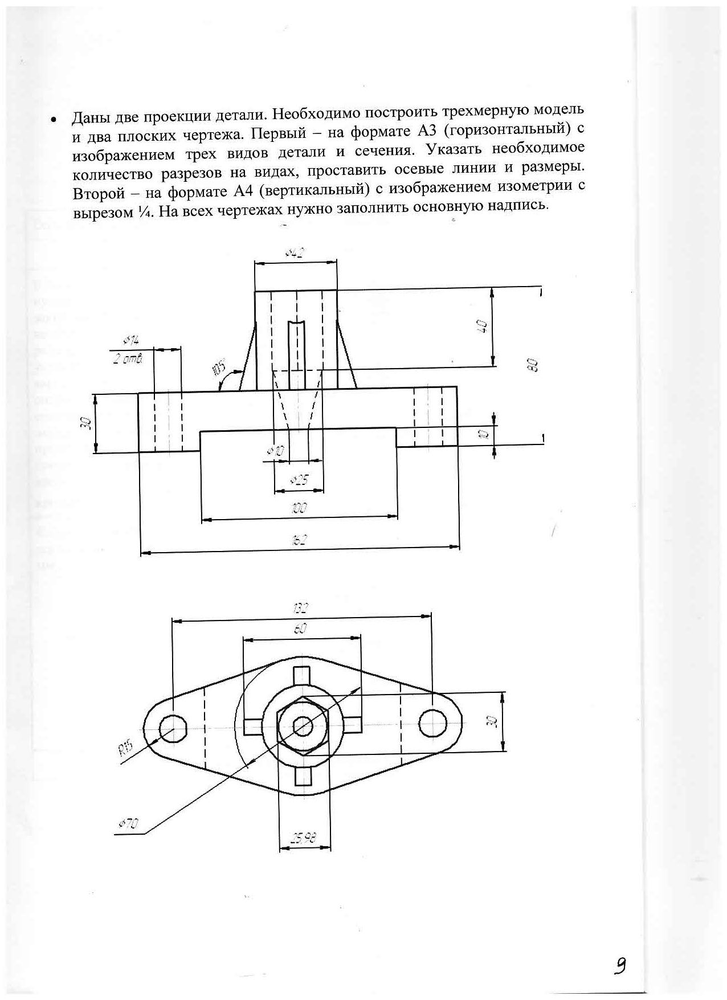 • Даны две проекции детали. Необходимо построить трехмерную модель
и два плоских чертежа. Первый – на формате А3 (горизонтальный) с
изображением трех видов детали и сечения. Указать необходимое
количество разрезов на видах, проставить осевые линии и размеры.
Второй – на формате А4 (вертикальный) с изображением изометрии с
вырезом ¼. На всех чертежах нужно заполнить основную надпись.
⌀42
40
80
⌀14
2 отв.
105°
30
10
⌀10
⌀25
100
162
132
60
30
R15
⌀70
25,98
9